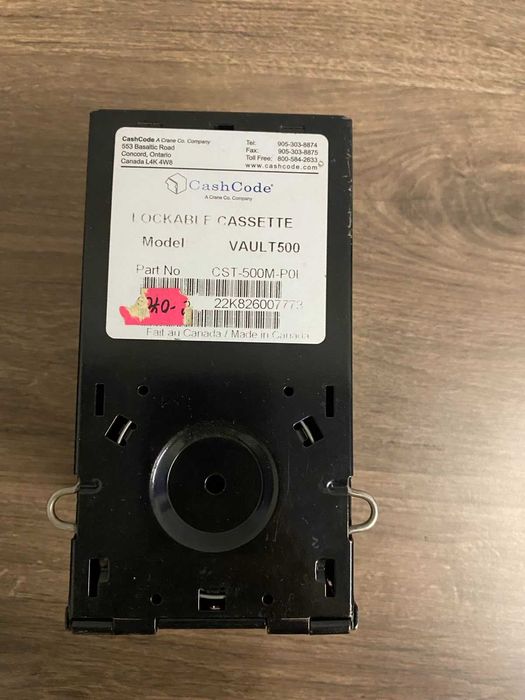 CashCode A Crane Co. Company
553 Basaltic Road
Concord, Ontario
Canada L4K 4W8
Tel: 905-303-8874
Fax: 905-303-8875
Toll Free: 800-584-2633
www.cashcode.com
CashCode®
A Crane Co. Company
LOCKABLE CASSETTE
Model VAULT500
Part No CST-500M-P0I
22K826007773
Fait au Canada / Made in Canada